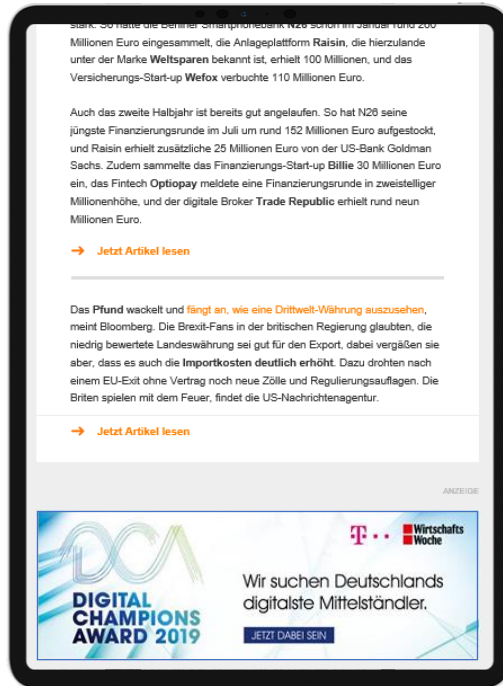 stark. So hatte die Berliner Smartphonebank N26 schon im Januar rund 260
Millionen Euro eingesammelt, die Anlageplattform Raisin, die hierzulande
unter der Marke Weltsparen bekannt ist, erhielt 100 Millionen, und das
Versicherungs-Start-up Wefox verbuchte 110 Millionen Euro.
Auch das zweite Halbjahr ist bereits gut angelaufen. So hat N26 seine
jüngste Finanzierungsrunde im Juli um rund 152 Millionen Euro aufgestockt,
und Raisin erhielt zusätzliche 25 Millionen Euro von der US-Bank Goldman
Sachs. Zudem sammelte das Finanzierungs-Start-up Billie 30 Millionen Euro
ein, das Fintech Optiopay meldete eine Finanzierungsrunde in zweistelliger
Millionenhöhe, und der digitale Broker Trade Republic erhielt rund neun
Millionen Euro.
→ Jetzt Artikel lesen
Das Pfund wackelt und fängt an, wie eine Drittwelt-Währung auszusehen,
meint Bloomberg. Die Brexit-Fans in der britischen Regierung glaubten, die
niedrig bewertete Landeswährung sei gut für den Export, dabei vergäßen sie
aber, dass es auch die Importkosten deutlich erhöht. Dazu drohten nach
einem EU-Exit ohne Vertrag noch neue Zölle und Regulierungsauflagen. Die
Briten spielen mit dem Feuer, findet die US-Nachrichtenagentur.
→ Jetzt Artikel lesen
ANZEIGE
DCA
DIGITAL
CHAMPIONS
AWARD 2019
T
Wirtschafts
Woche
Wir suchen Deutschlands
digitalste Mittelständler.
JETZT DABEI SEIN